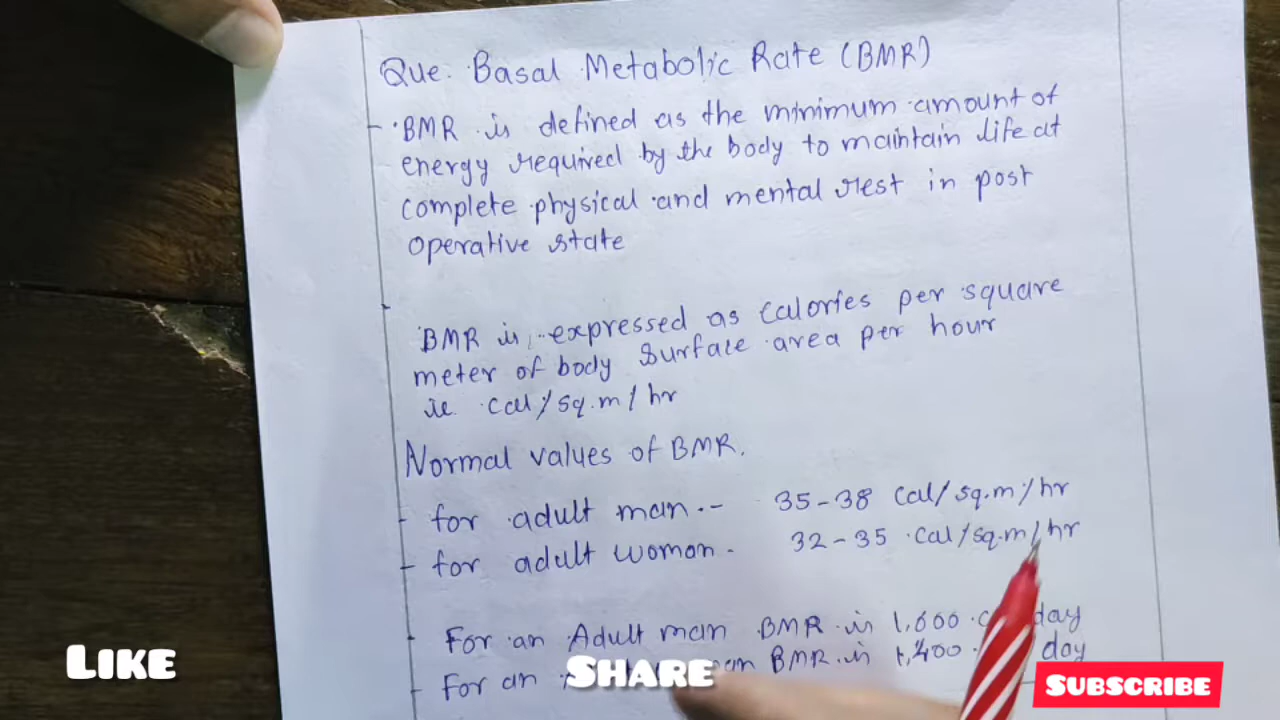 Que. Basal Metabolic Rate (BMR)
BMR is defined as the minimum amount of
energy required by the body to maintain life at
complete physical and mental rest in post
operative state
BMR is expressed as calories per square
meter of body surface area per hour
ie. cal/sq.m/hr
Normal values of BMR.
- for adult man.- 35-38 cal/sq.m/hr
- for adult woman- 32-35 cal/sq.m/hr
- For an Adult man BMR is 1,600 day
- For an BMR is 1,400 day
LIKE
SHARE
SUBSCRIBE